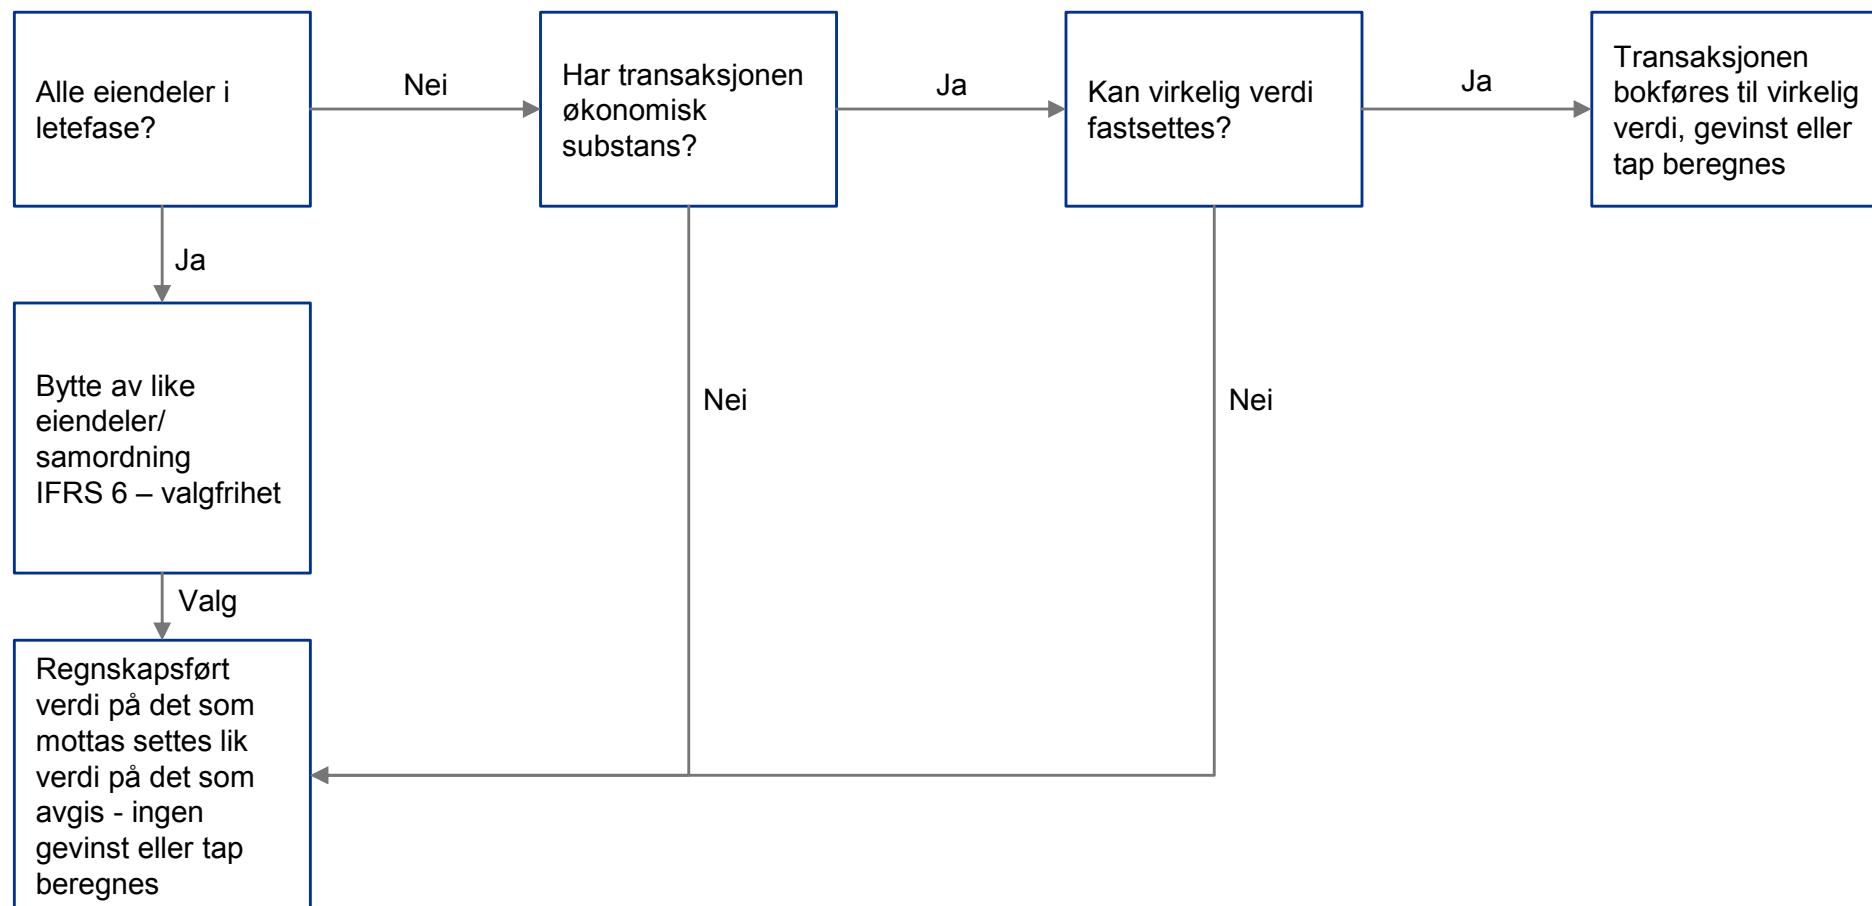 Alle eiendeler i
letefase?
Nei
Har transaksjonen
økonomisk
substans?
Ja
Kan virkelig verdi
fastsettes?
Ja
Transaksjonen
bokføres til virkelig
verdi, gevinst eller
tap beregnes
Ja
Bytte av like
eiendeler/
samordning
IFRS 6 – valgfrihet
Nei
Nei
Valg
Regnskapsført
verdi på det som
mottas settes lik
verdi på det som
avgis - ingen
gevinst eller tap
beregnes